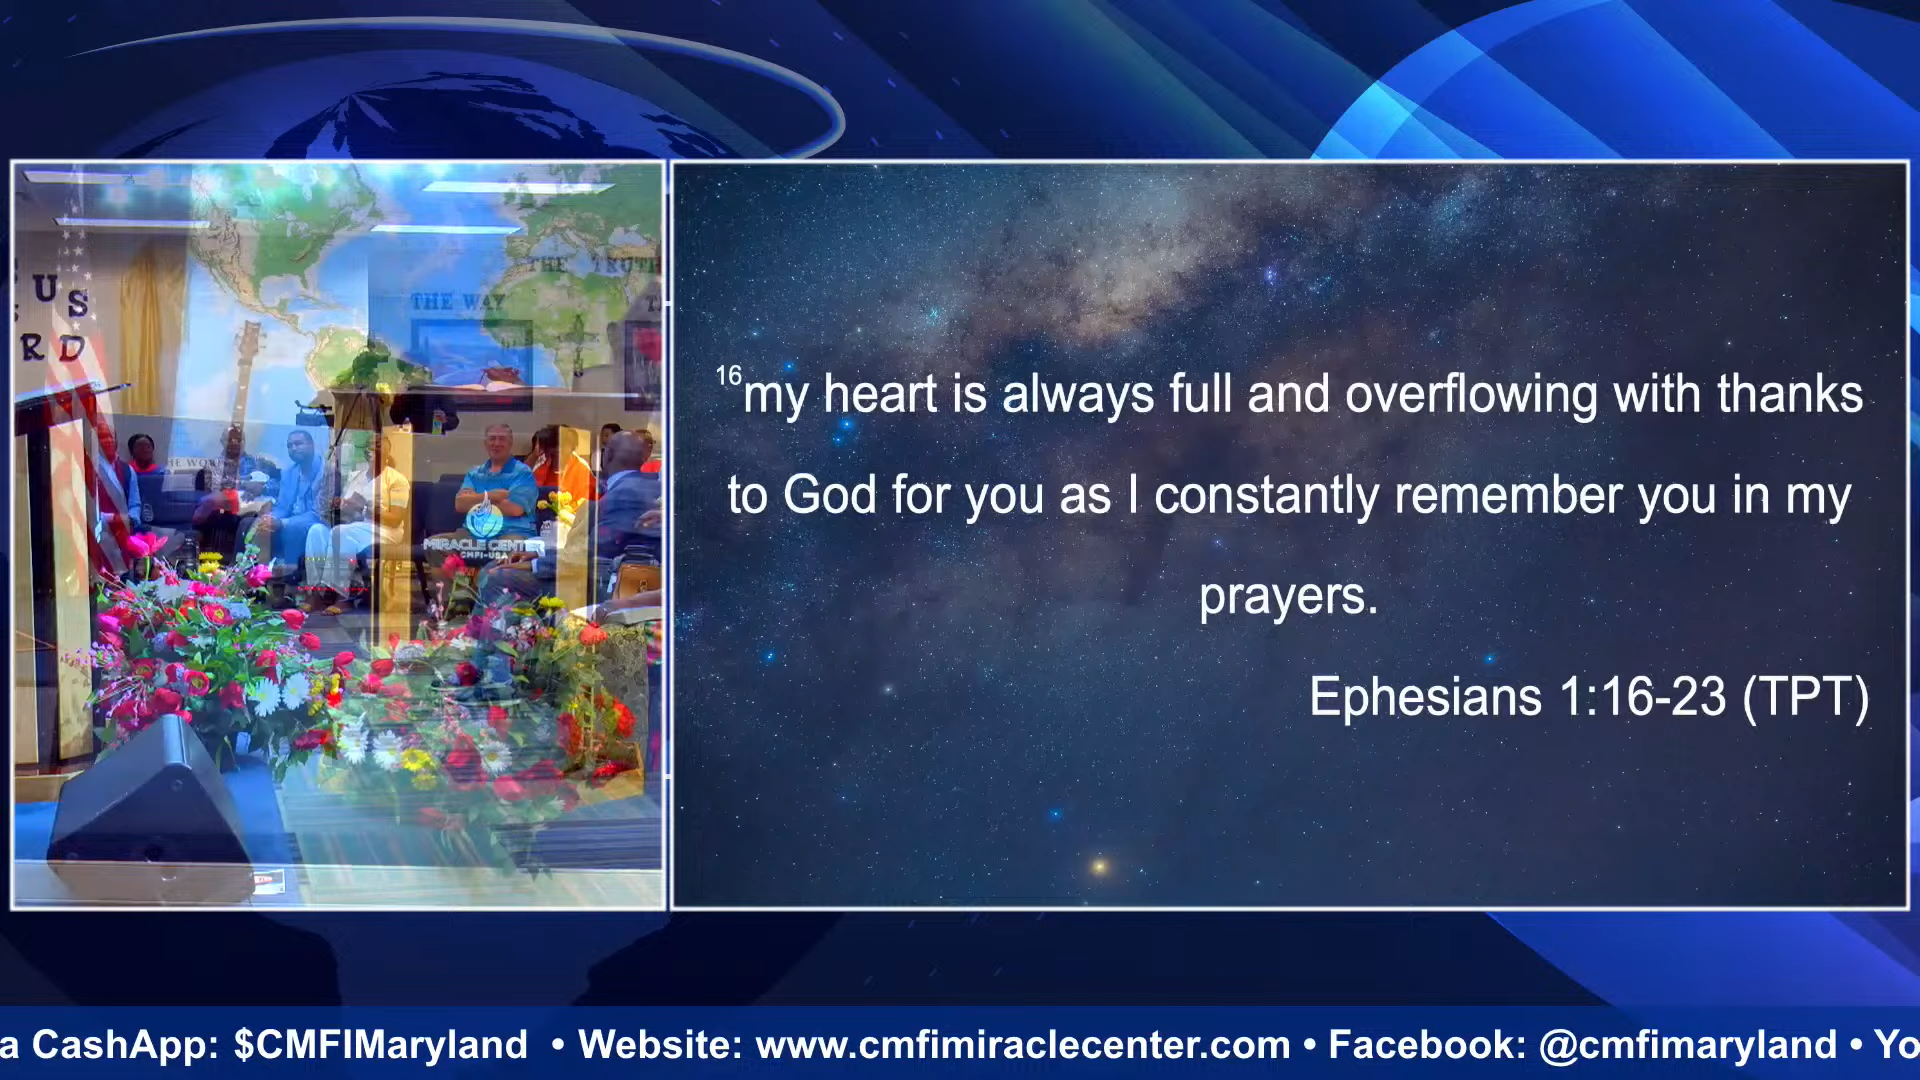 US
RD
THE WAY
THE TRUTH
MIRACLE CENTER
CMFI-USA
16my heart is always full and overflowing with thanks
to God for you as I constantly remember you in my
prayers.
Ephesians 1:16-23 (TPT)
a CashApp: $CMFIMaryland • Website: www.cmfimiraclecenter.com • Facebook: @cmfimaryland • Yo